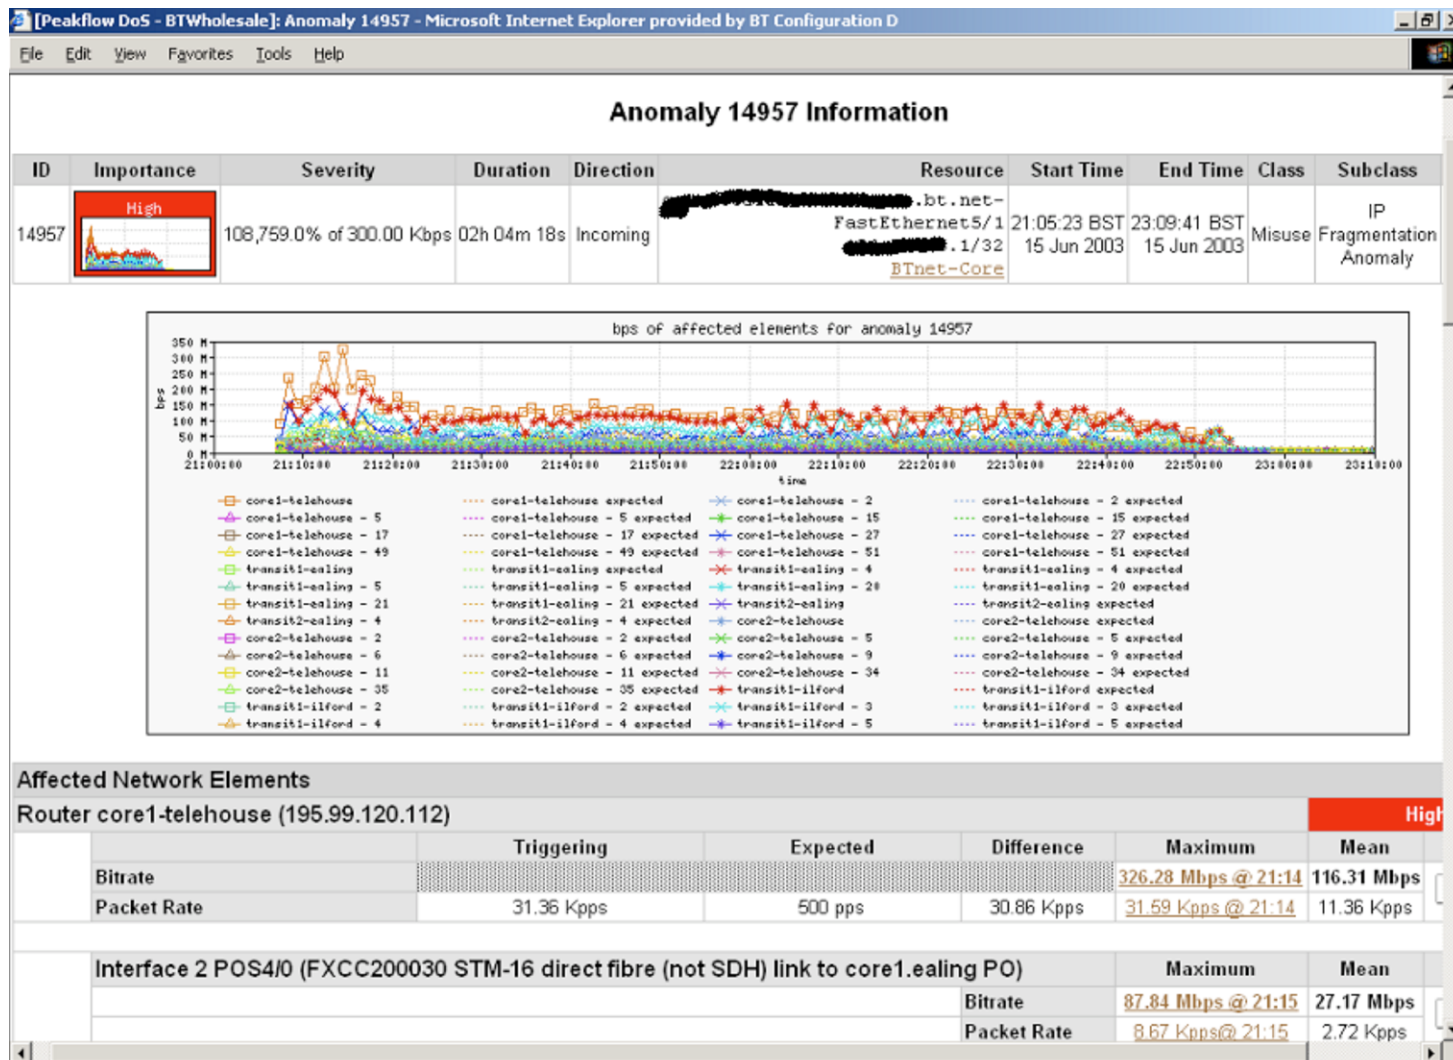 [Peakflow DoS - BTWholesale]: Anomaly 14957 - Microsoft Internet Explorer provided by BT Configuration D
File Edit View Favorites Tools Help
Anomaly 14957 Information
ID Importance Severity Duration Direction Resource Start Time End Time Class Subclass
14957 High 108,759.0% of 300.00 Kbps 02h 04m 18s Incoming .bt.net-FastEthernet5/1 .1/32 BTnet-Core 21:05:23 BST 15 Jun 2003 23:09:41 BST 15 Jun 2003 Misuse IP Fragmentation Anomaly
bps of affected elements for anomaly 14957
350 M
300 M
250 M
200 M
150 M
100 M
50 M
0 M
bps
21:00:00 21:10:00 21:20:00 21:30:00 21:40:00 21:50:00 22:00:00 22:10:00 22:20:00 22:30:00 22:40:00 22:50:00 23:00:00 23:10:00
time
core1-telehouse core1-telehouse expected core1-telehouse - 2 core1-telehouse - 2 expected
core1-telehouse - 5 core1-telehouse - 5 expected core1-telehouse - 15 core1-telehouse - 15 expected
core1-telehouse - 17 core1-telehouse - 17 expected core1-telehouse - 27 core1-telehouse - 27 expected
core1-telehouse - 49 core1-telehouse - 49 expected core1-telehouse - 51 core1-telehouse - 51 expected
transit1-ealing transit1-ealing expected transit1-ealing - 4 transit1-ealing - 4 expected
transit1-ealing - 5 transit1-ealing - 5 expected transit1-ealing - 20 transit1-ealing - 20 expected
transit1-ealing - 21 transit1-ealing - 21 expected transit2-ealing transit2-ealing expected
transit2-ealing - 4 transit2-ealing - 4 expected core2-telehouse core2-telehouse expected
core2-telehouse - 2 core2-telehouse - 2 expected core2-telehouse - 5 core2-telehouse - 5 expected
core2-telehouse - 6 core2-telehouse - 6 expected core2-telehouse - 9 core2-telehouse - 9 expected
core2-telehouse - 11 core2-telehouse - 11 expected core2-telehouse - 34 core2-telehouse - 34 expected
core2-telehouse - 35 core2-telehouse - 35 expected transit1-ilford transit1-ilford expected
transit1-ilford - 2 transit1-ilford - 2 expected transit1-ilford - 3 transit1-ilford - 3 expected
transit1-ilford - 4 transit1-ilford - 4 expected transit1-ilford - 5 transit1-ilford - 5 expected
Affected Network Elements
Router core1-telehouse (195.99.120.112) High
Triggering Expected Difference Maximum Mean
Bitrate 326.28 Mbps @ 21:14 116.31 Mbps
Packet Rate 31.36 Kpps 500 pps 30.86 Kpps 31.59 Kpps @ 21:14 11.36 Kpps
Interface 2 POS4/0 (FXCC200030 STM-16 direct fibre (not SDH) link to core1.ealing PO) Maximum Mean
Bitrate 87.84 Mbps @ 21:15 27.17 Mbps
Packet Rate 8.67 Kpps@ 21:15 2.72 Kpps